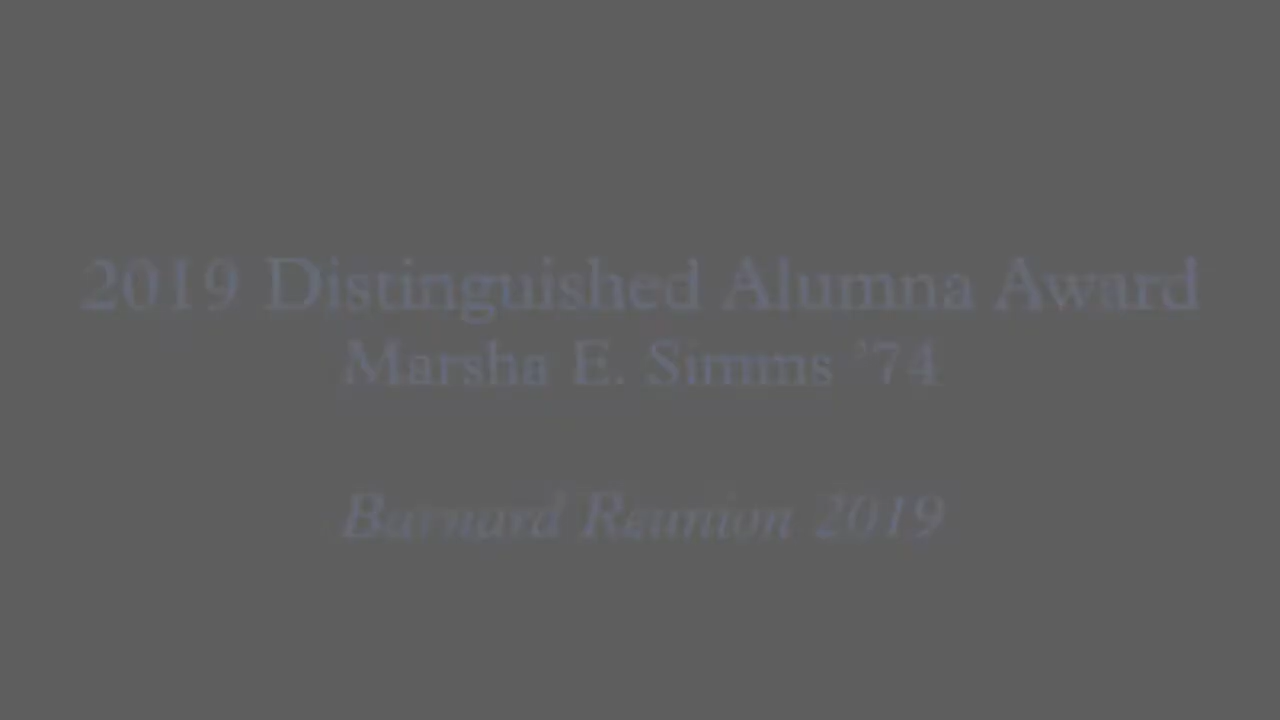 2019 Distinguished Alumna Award
Marsha E. Simms ’74
Barnard Reunion 2019